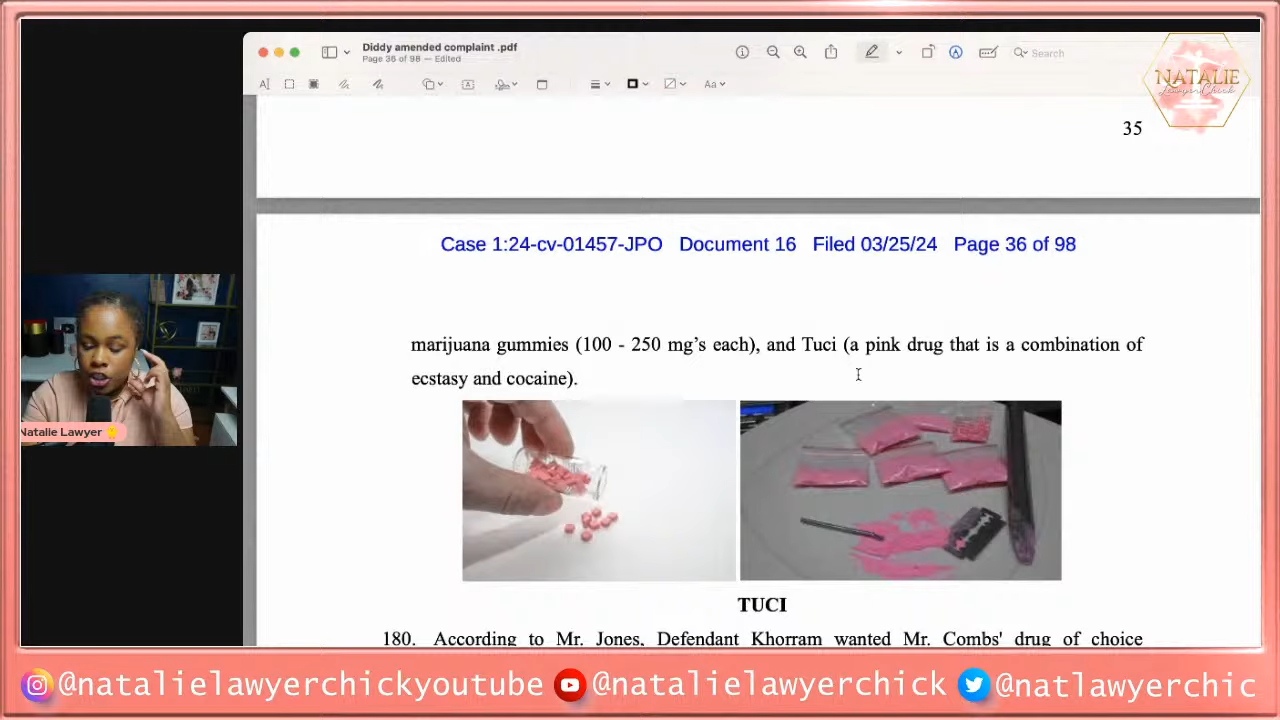 Diddy amended complaint .pdf
Page 36 of 98 — Edited
Search
NATALIE
LawyerChick
35
Case 1:24-cv-01457-JPO Document 16 Filed 03/25/24 Page 36 of 98
marijuana gummies (100 - 250 mg's each), and Tuci (a pink drug that is a combination of
ecstasy and cocaine).
Natalie Lawyer
TUCI
180. According to Mr. Jones, Defendant Khorram wanted Mr. Combs' drug of choice
@natalielawyerchickyoutube @natalielawyerchick @natlawyerchic